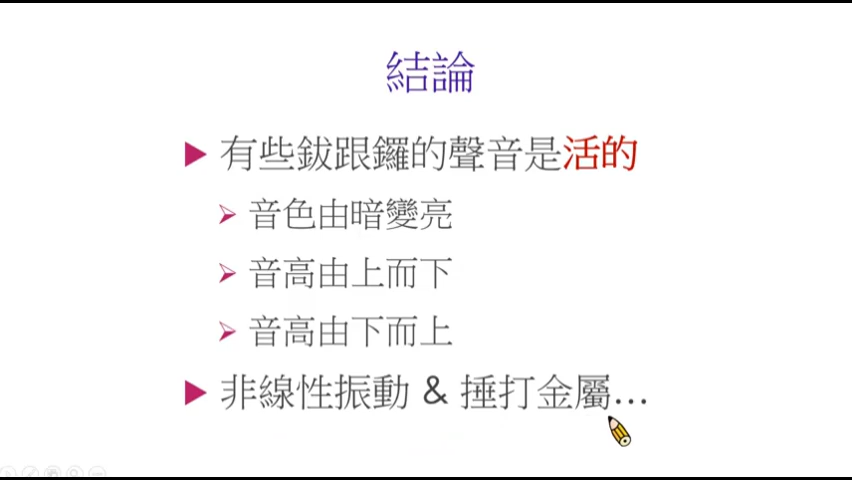 結論
有些鈸跟鑼的聲音是活的
音色由暗變亮
音高由上而下
音高由下而上
非線性振動 & 捶打金屬…